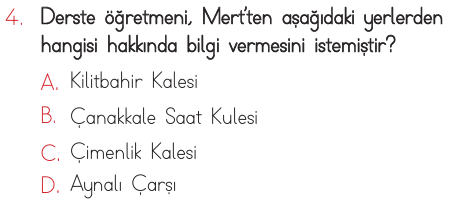 4. Derste öğretmeni, Mert'ten aşağıdaki yerlerden
hangisi hakkında bilgi vermesini istemiştir?
A. Kilitbahir Kalesi
B. Çanakkale Saat Kulesi
C. Çimenlik Kalesi
D. Aynalı Çarşı